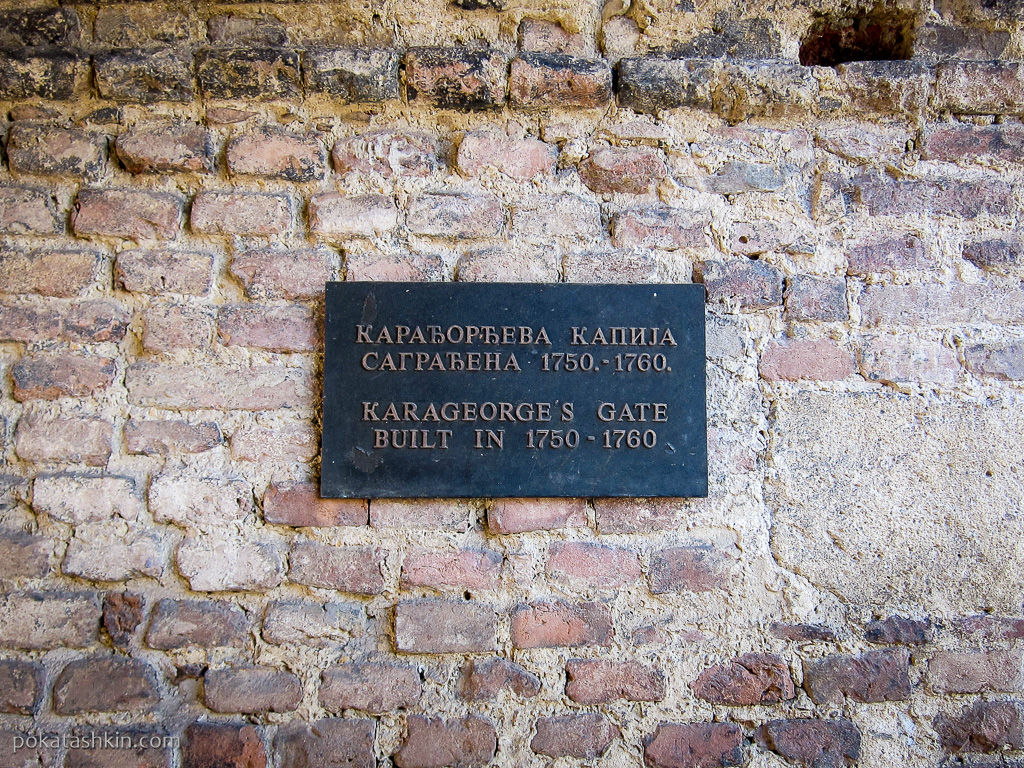 КАРАЂОРЂЕВА КАПИЈА
САГРАЂЕНА 1750.-1760.
KARAGEORGE'S GATE
BUILT IN 1750-1760
pokatashkin.com